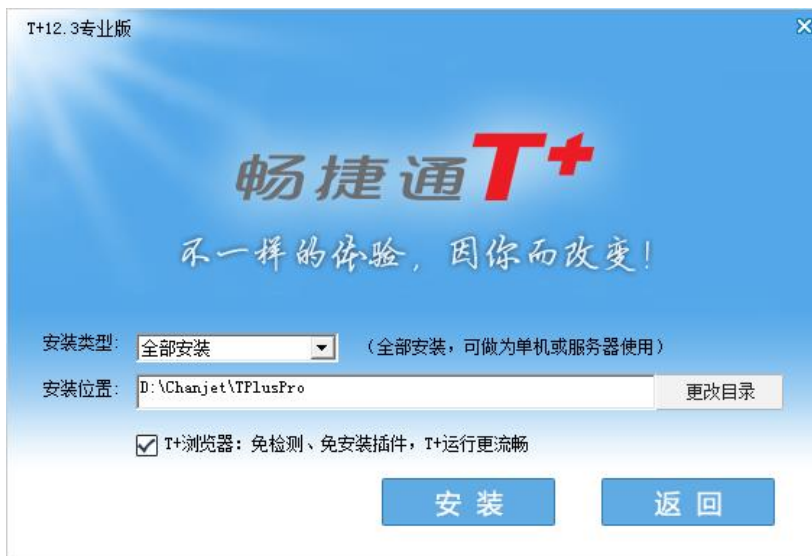 T+12.3专业版
畅捷通T+
不一样的体验，因你而改变！
安装类型: 全部安装 （全部安装，可做为单机或服务器使用）
安装位置: D:\Chanjet\TPlusPro 更改目录
T+浏览器：免检测、免安装插件，T+运行更流畅
安装 返回